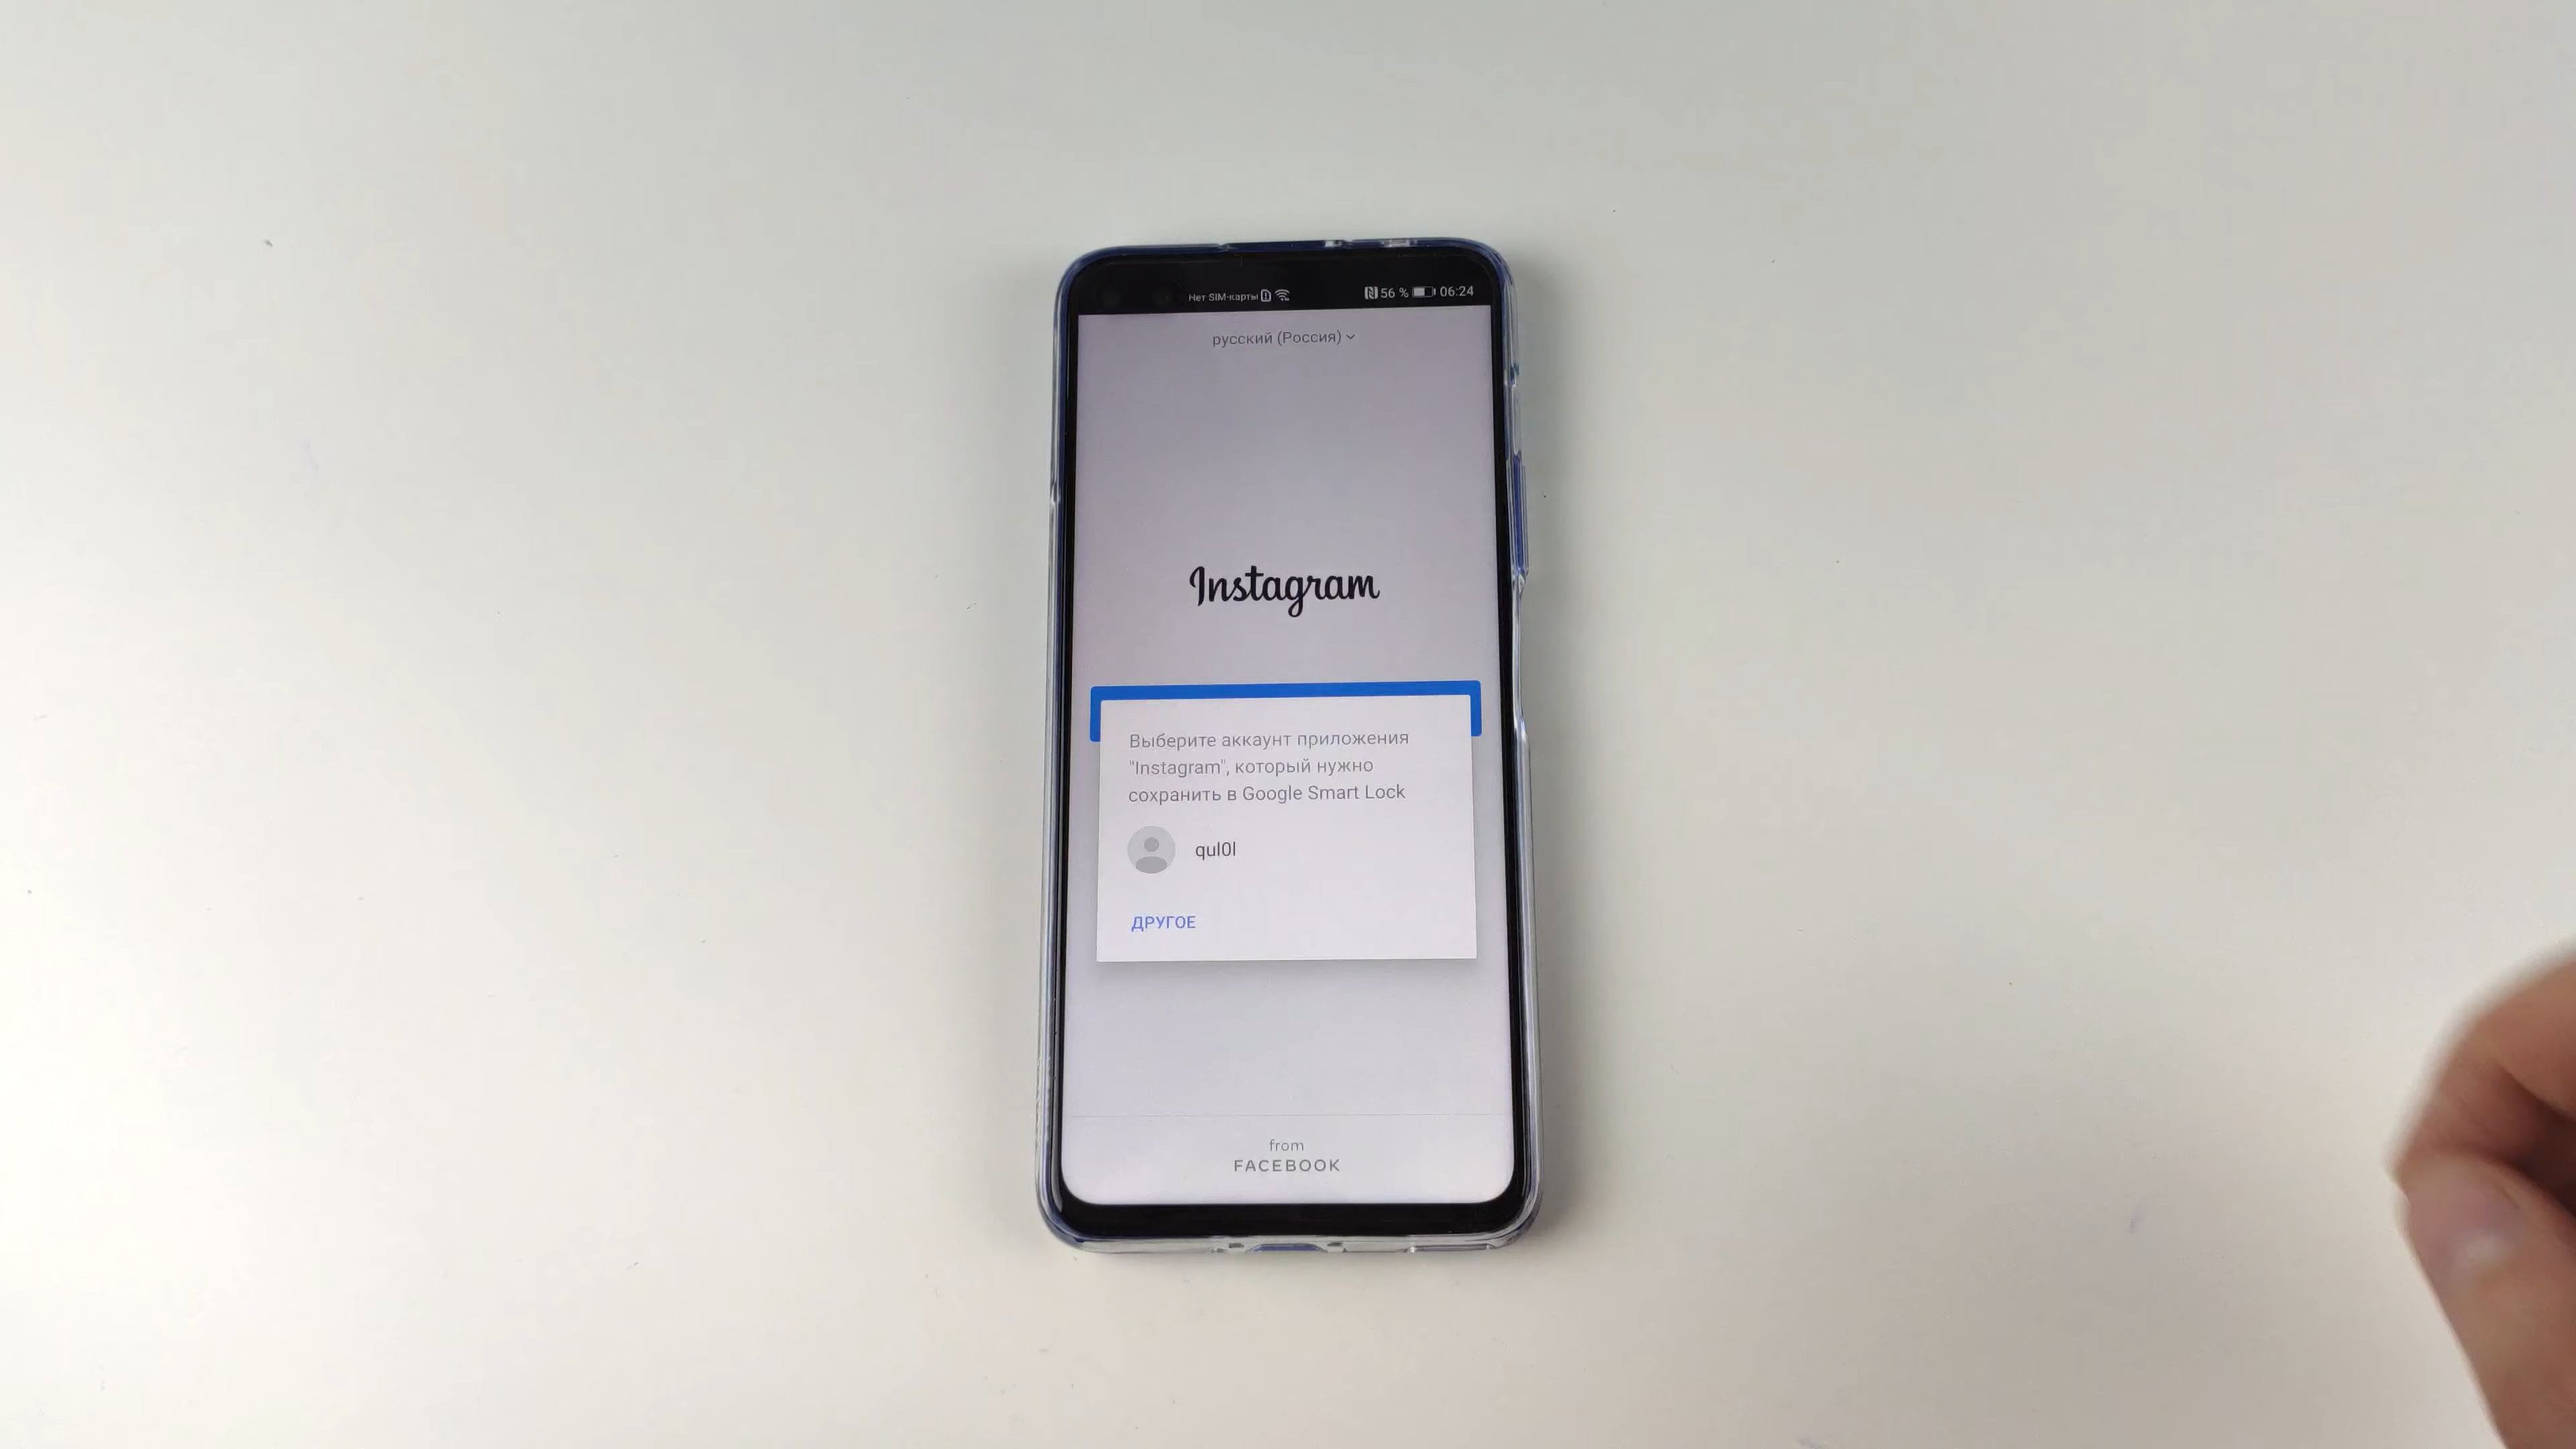 Нет SIM-карты 56 % 06:24
русский (Россия)
Instagram
Выберите аккаунт приложения
"Instagram", который нужно
сохранить в Google Smart Lock
qul0l
ДРУГОЕ
from
FACEBOOK